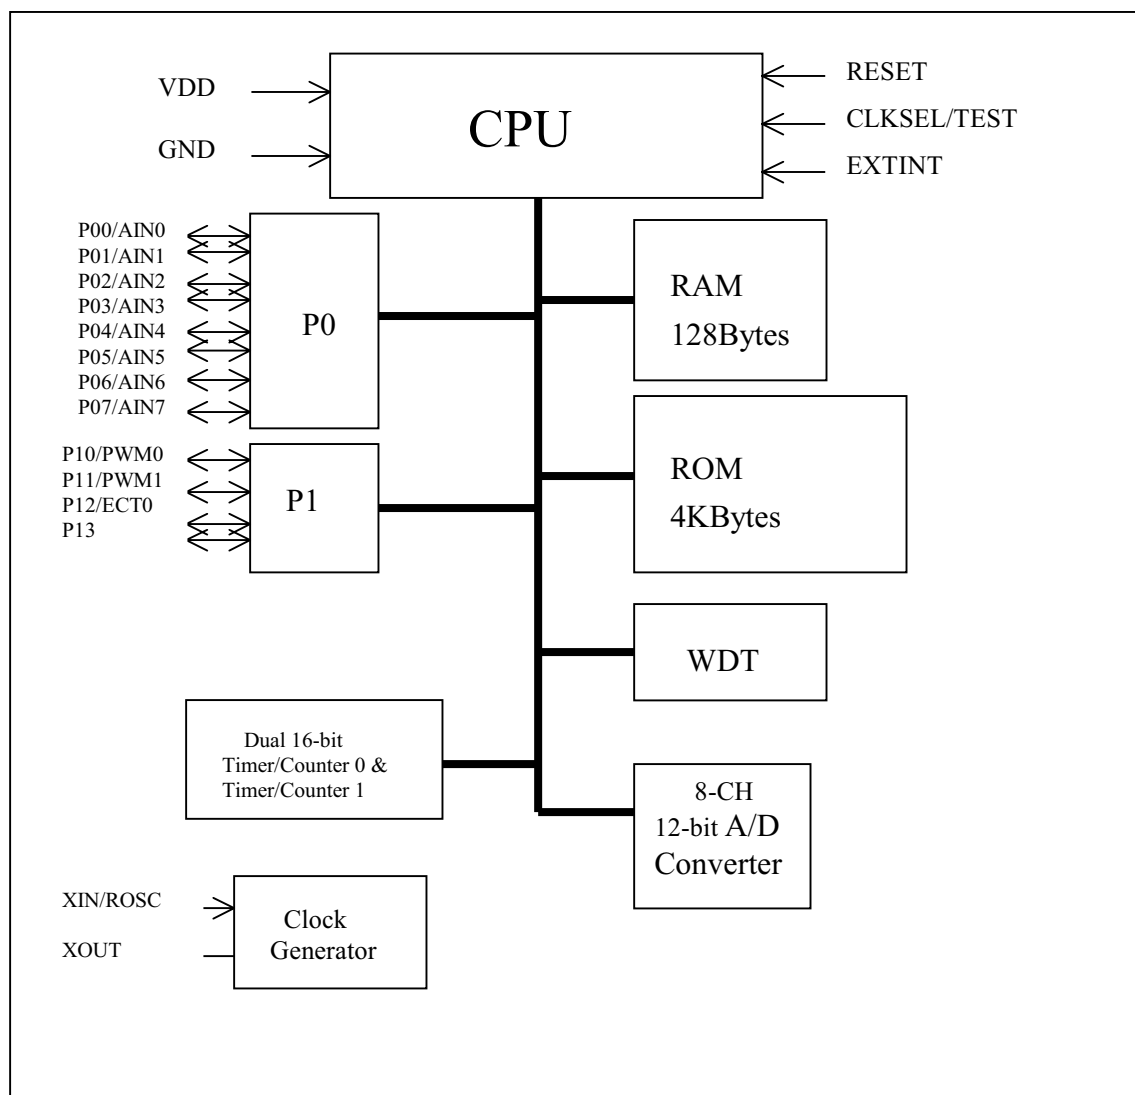 VDD
GND
CPU
RESET
CLKSEL/TEST
EXTINT
P00/AIN0
P01/AIN1
P02/AIN2
P03/AIN3
P04/AIN4
P05/AIN5
P06/AIN6
P07/AIN7
P0
RAM
128Bytes
P10/PWM0
P11/PWM1
P12/ECT0
P13
P1
ROM
4KBytes
WDT
Dual 16-bit
Timer/Counter 0 &
Timer/Counter 1
8-CH
12-bit A/D
Converter
XIN/ROSC
XOUT
Clock
Generator